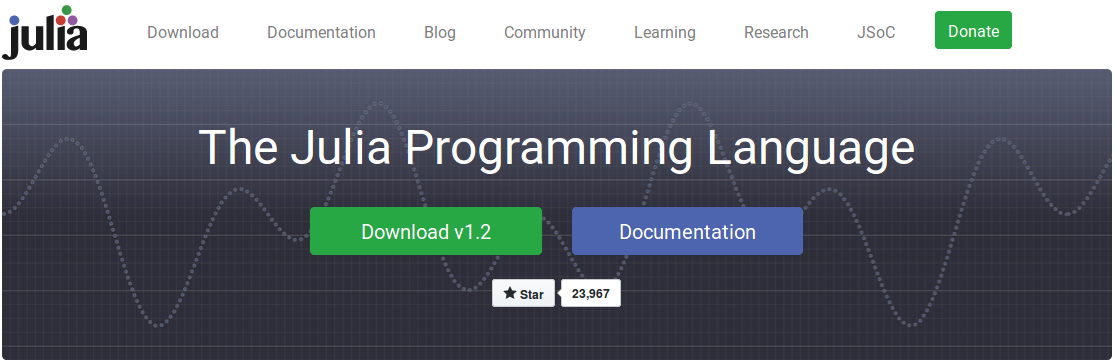 julia Download Documentation Blog Community Learning Research JSoC Donate
The Julia Programming Language
Download v1.2 Documentation
Star 23,967